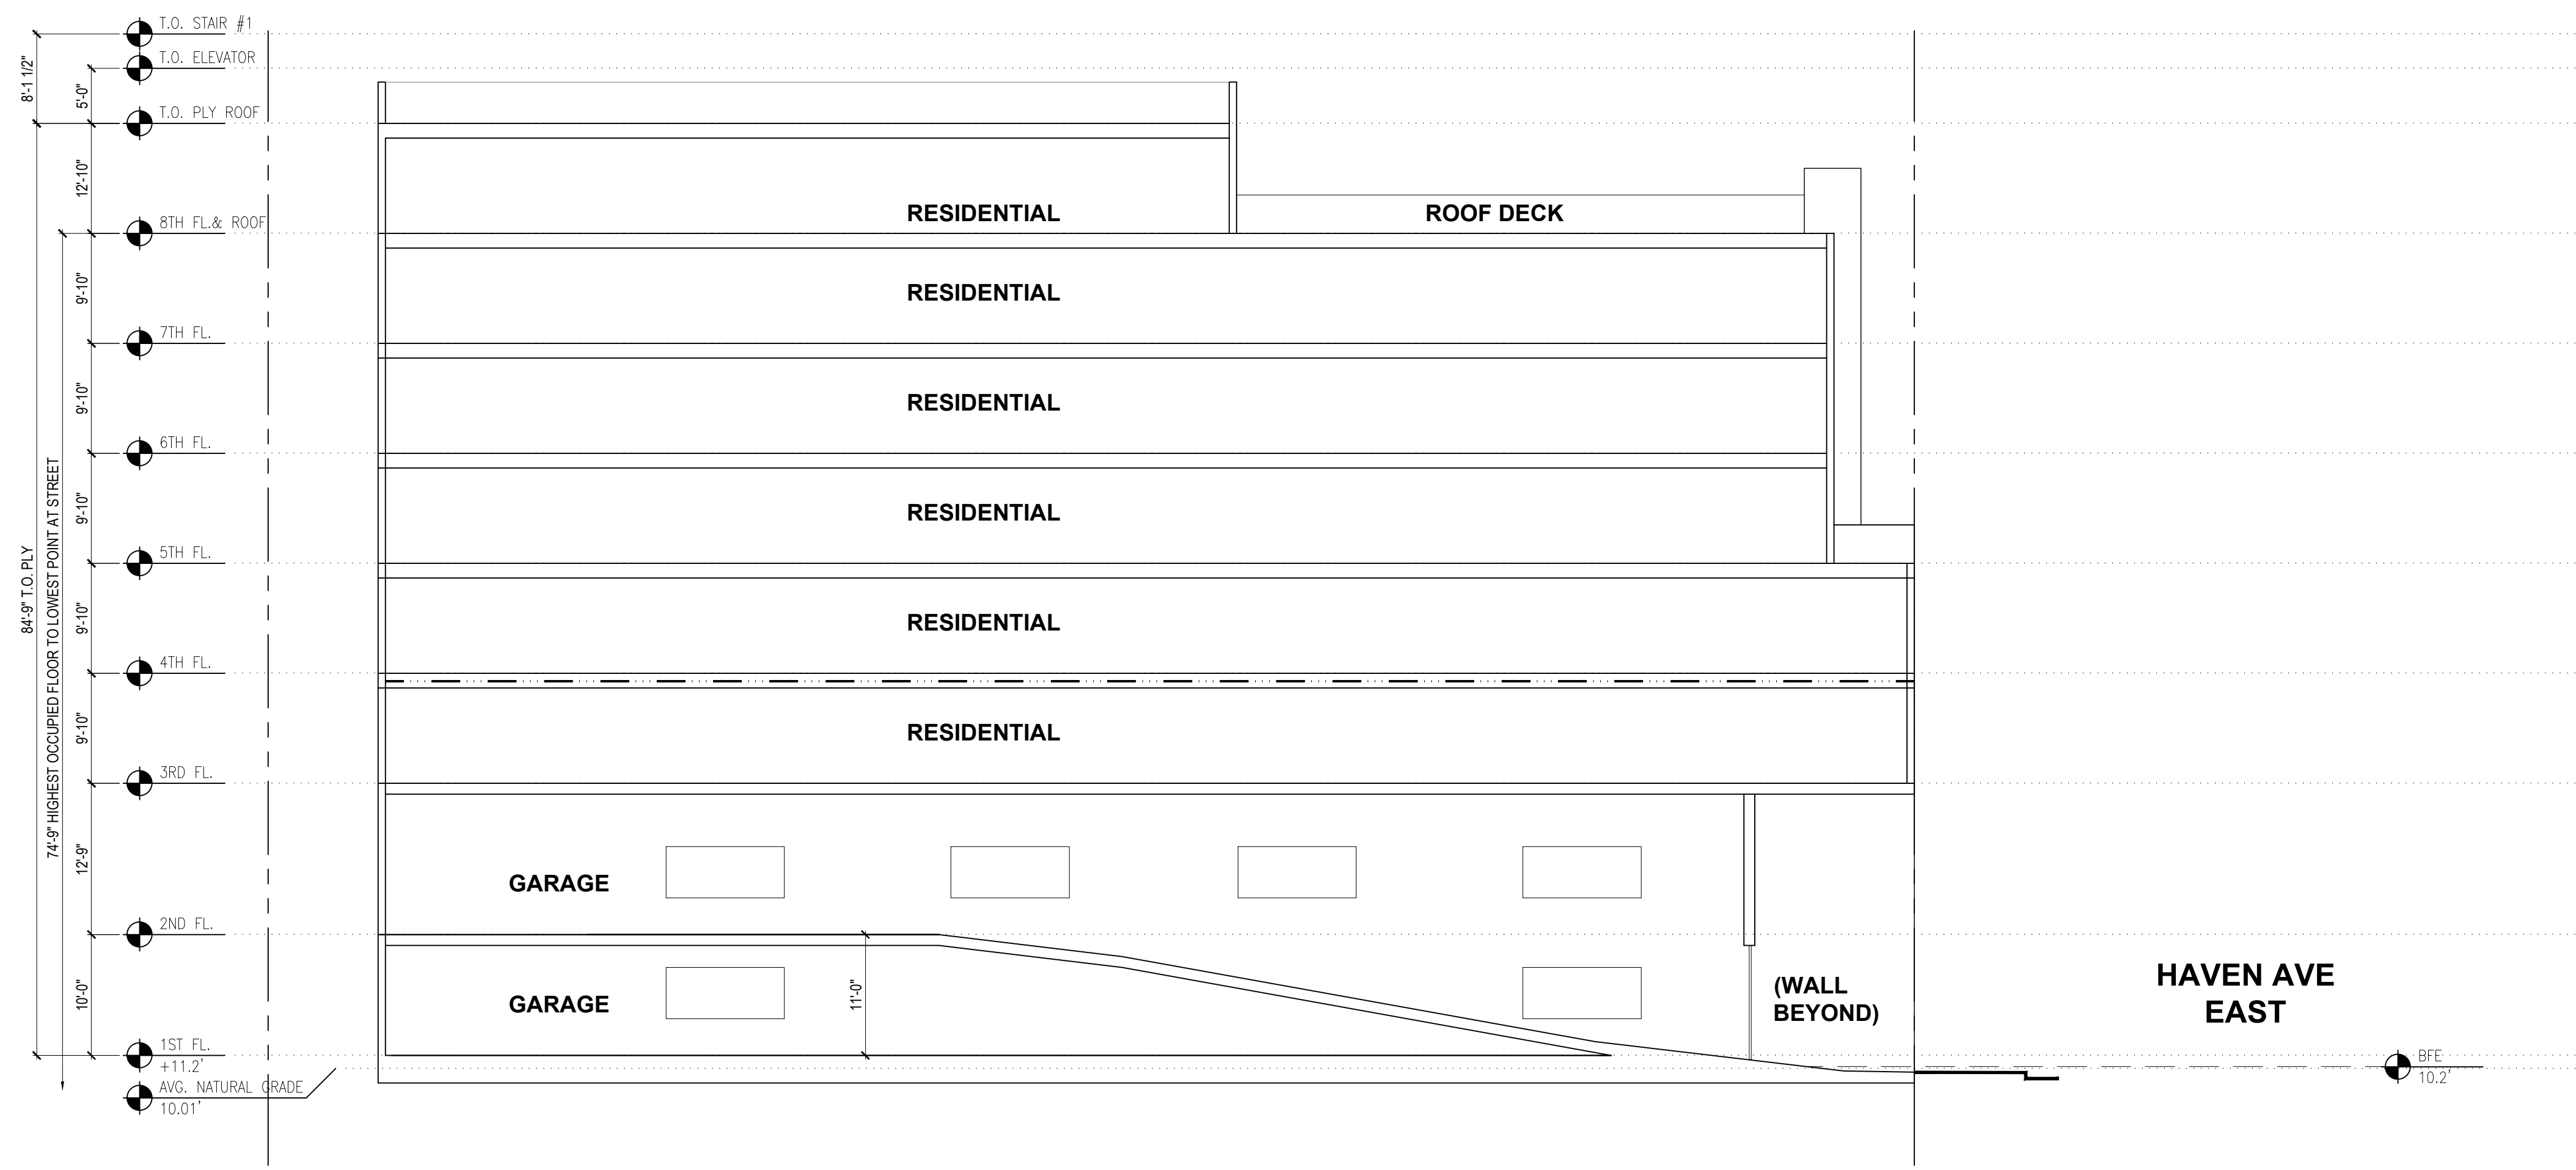 T.O. STAIR #1
8'-1 1/2"
T.O. ELEVATOR
5'-0"
T.O. PLY ROOF
12'-10"
8TH FL.& ROOF
RESIDENTIAL
ROOF DECK
9'-10"
RESIDENTIAL
7TH FL.
9'-10"
RESIDENTIAL
6TH FL.
9'-10"
RESIDENTIAL
5TH FL.
84'-9" T.O. PLY
74'-9" HIGHEST OCCUPIED FLOOR TO LOWEST POINT AT STREET
9'-10"
RESIDENTIAL
4TH FL.
9'-10"
RESIDENTIAL
3RD FL.
12'-9"
GARAGE
2ND FL.
10'-0"
GARAGE
11'-0"
(WALL
BEYOND)
HAVEN AVE
EAST
1ST FL.
+11.2'
AVG. NATURAL GRADE
10.01'
BFE
10.2'